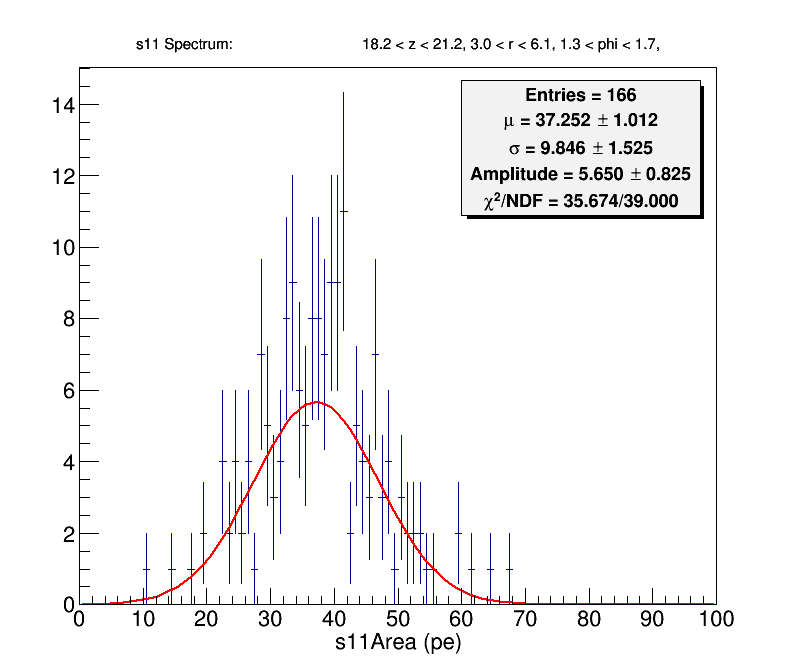 s11 Spectrum: 18.2 < z < 21.2, 3.0 < r < 6.1, 1.3 < phi < 1.7,
Entries = 166
μ = 37.252 ± 1.012
σ = 9.846 ± 1.525
Amplitude = 5.650 ± 0.825
χ²/NDF = 35.674/39.000
14
12
10
8
6
4
2
0
0 10 20 30 40 50 60 70 80 90 100
s11Area (pe)